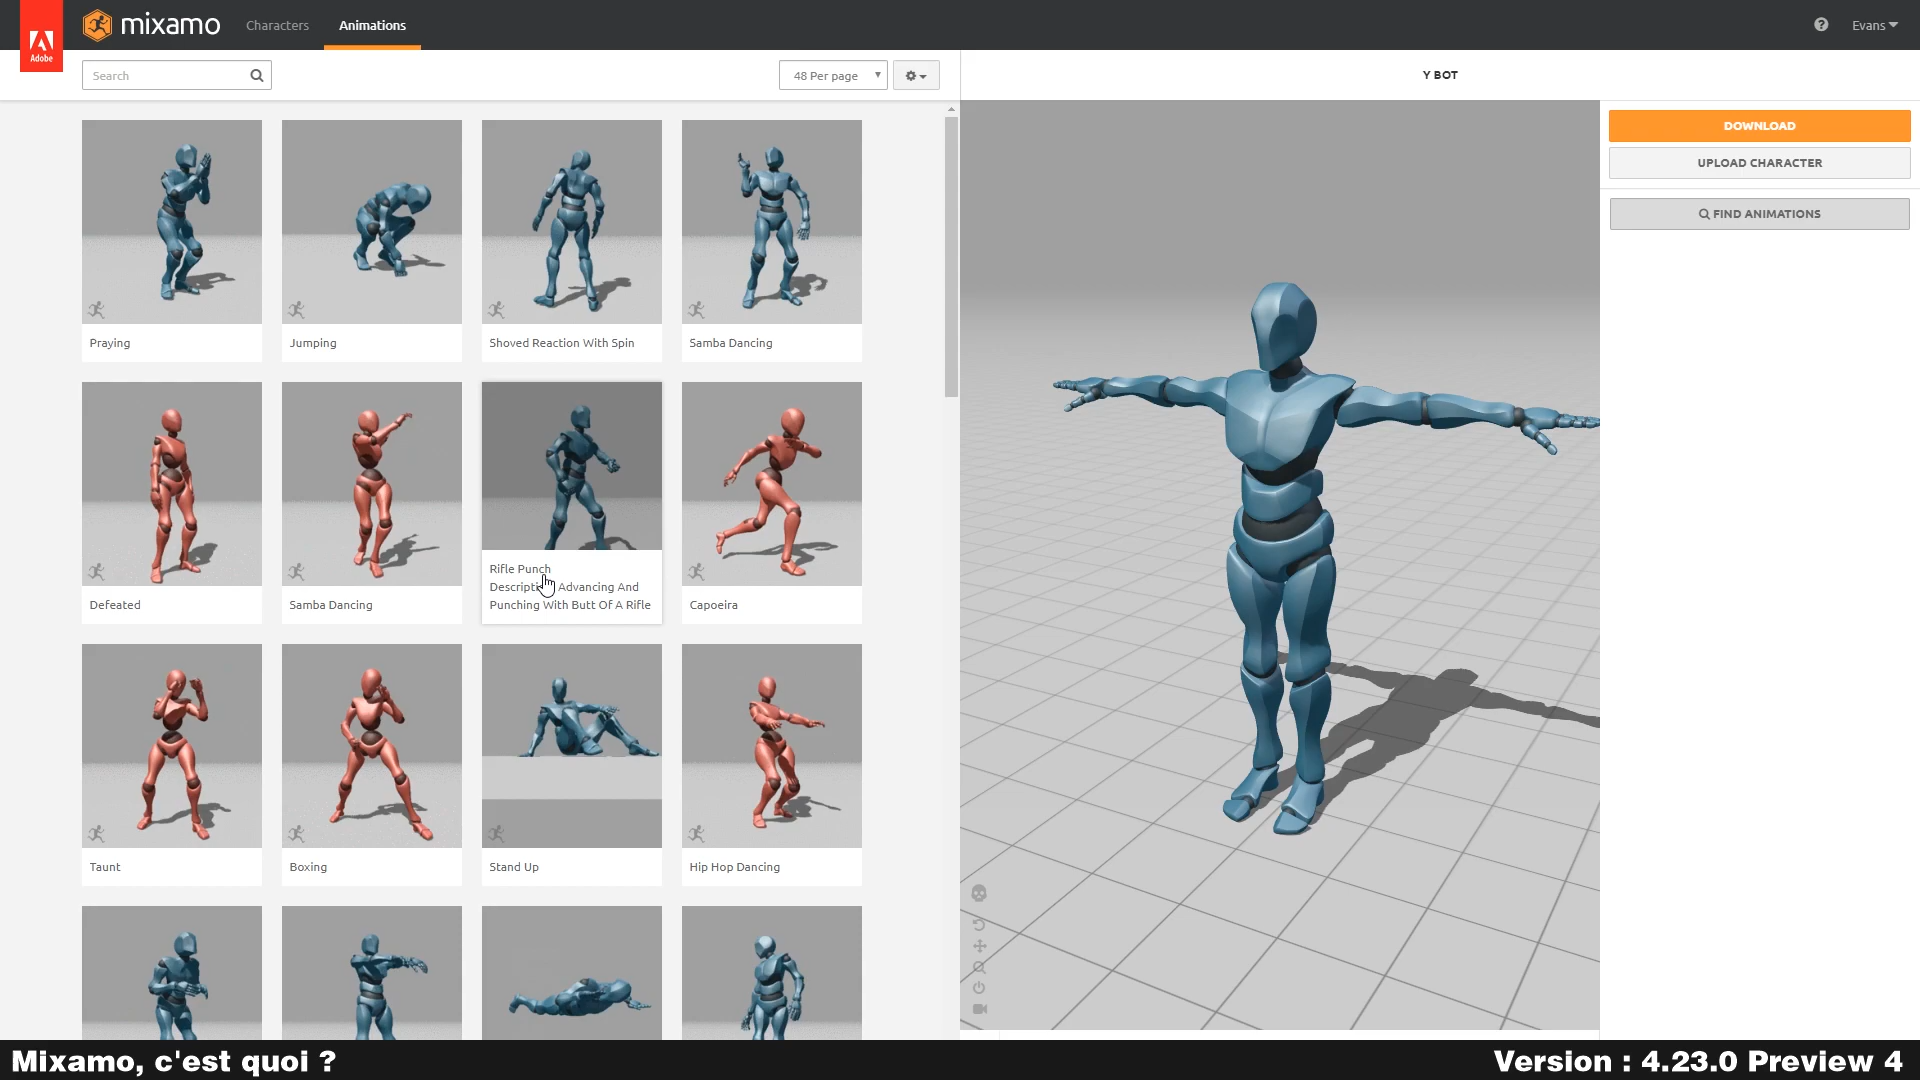 Adobe
mixamo
Characters
Animations
Evans
Search
48 Per page
Y BOT
DOWNLOAD
UPLOAD CHARACTER
FIND ANIMATIONS
Praying
Jumping
Shoved Reaction With Spin
Samba Dancing
Defeated
Samba Dancing
Rifle Punch
Descripti Advancing And
Punching With Butt Of A Rifle
Capoeira
Taunt
Boxing
Stand Up
Hip Hop Dancing
Mixamo, c'est quoi ?
Version : 4.23.0 Preview 4